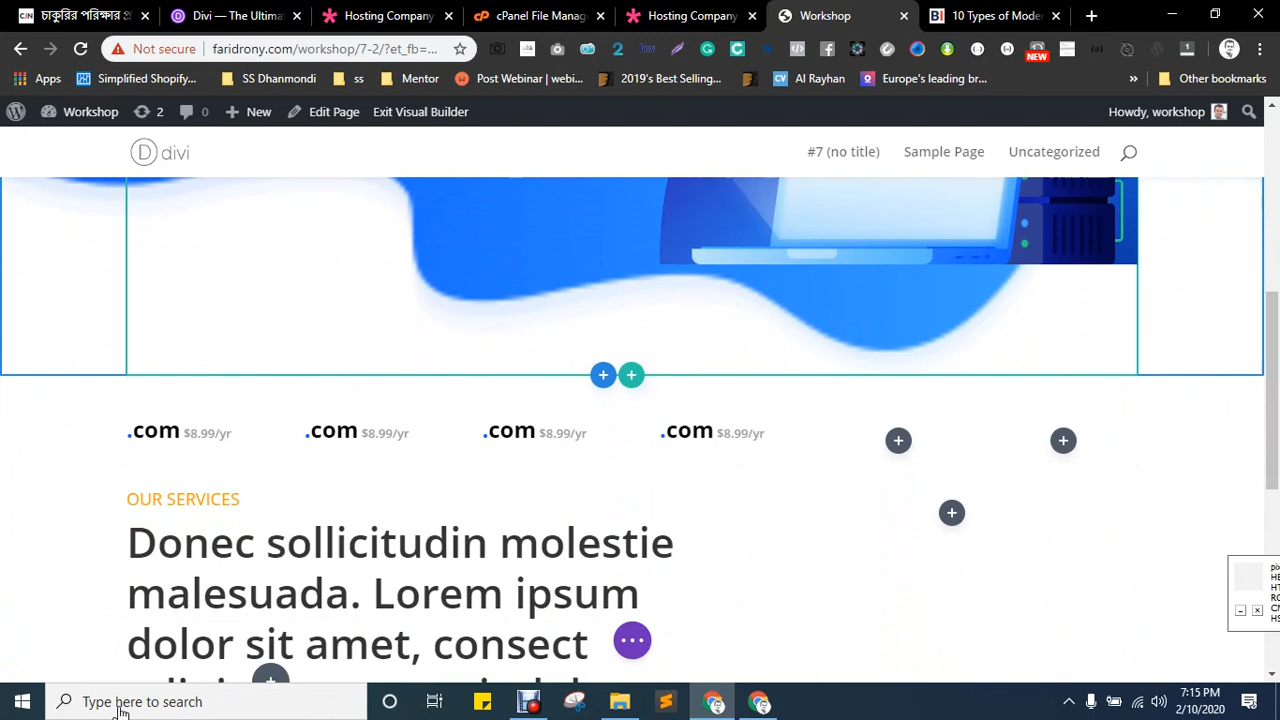 চাকুরির পরিক্ষার
Divi — The Ultima
Hosting Company
cPanel File Manag
Hosting Company
Workshop
10 Types of Mode
Not secure
faridrony.com/workshop/7-2/?et_fb=...
NEW
Apps
Simplified Shopify...
SS Dhanmondi
ss
Mentor
Post Webinar | webi...
2019's Best Selling...
Al Rayhan
Europe's leading br...
»
Other bookmarks
Workshop
2
0
New
Edit Page
Exit Visual Builder
Howdy, workshop
divi
#7 (no title)
Sample Page
Uncategorized
.com $8.99/yr
.com $8.99/yr
.com $8.99/yr
.com $8.99/yr
OUR SERVICES
Donec sollicitudin molestie
malesuada. Lorem ipsum
dolor sit amet, consect
Type here to search
7:15 PM
2/10/2020